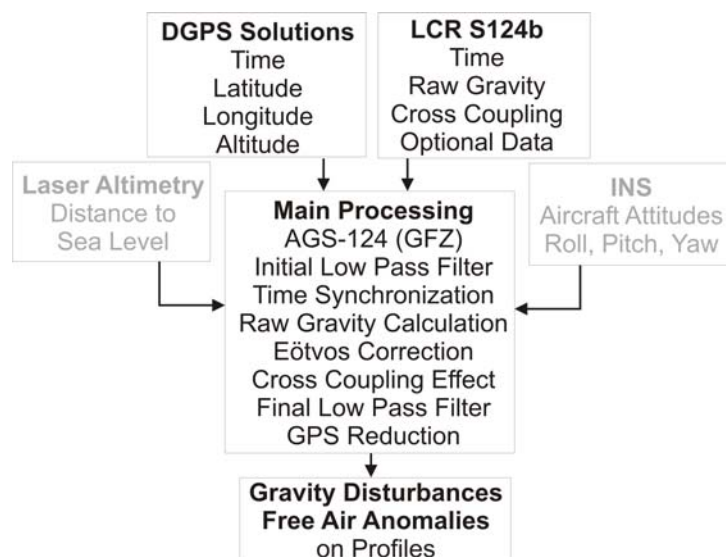 DGPS Solutions
Time
Latitude
Longitude
Altitude
LCR S124b
Time
Raw Gravity
Cross Coupling
Optional Data
Laser Altimetry
Distance to
Sea Level
INS
Aircraft Attitudes
Roll, Pitch, Yaw
Main Processing
AGS-124 (GFZ)
Initial Low Pass Filter
Time Synchronization
Raw Gravity Calculation
Eötvos Correction
Cross Coupling Effect
Final Low Pass Filter
GPS Reduction
Gravity Disturbances
Free Air Anomalies
on Profiles